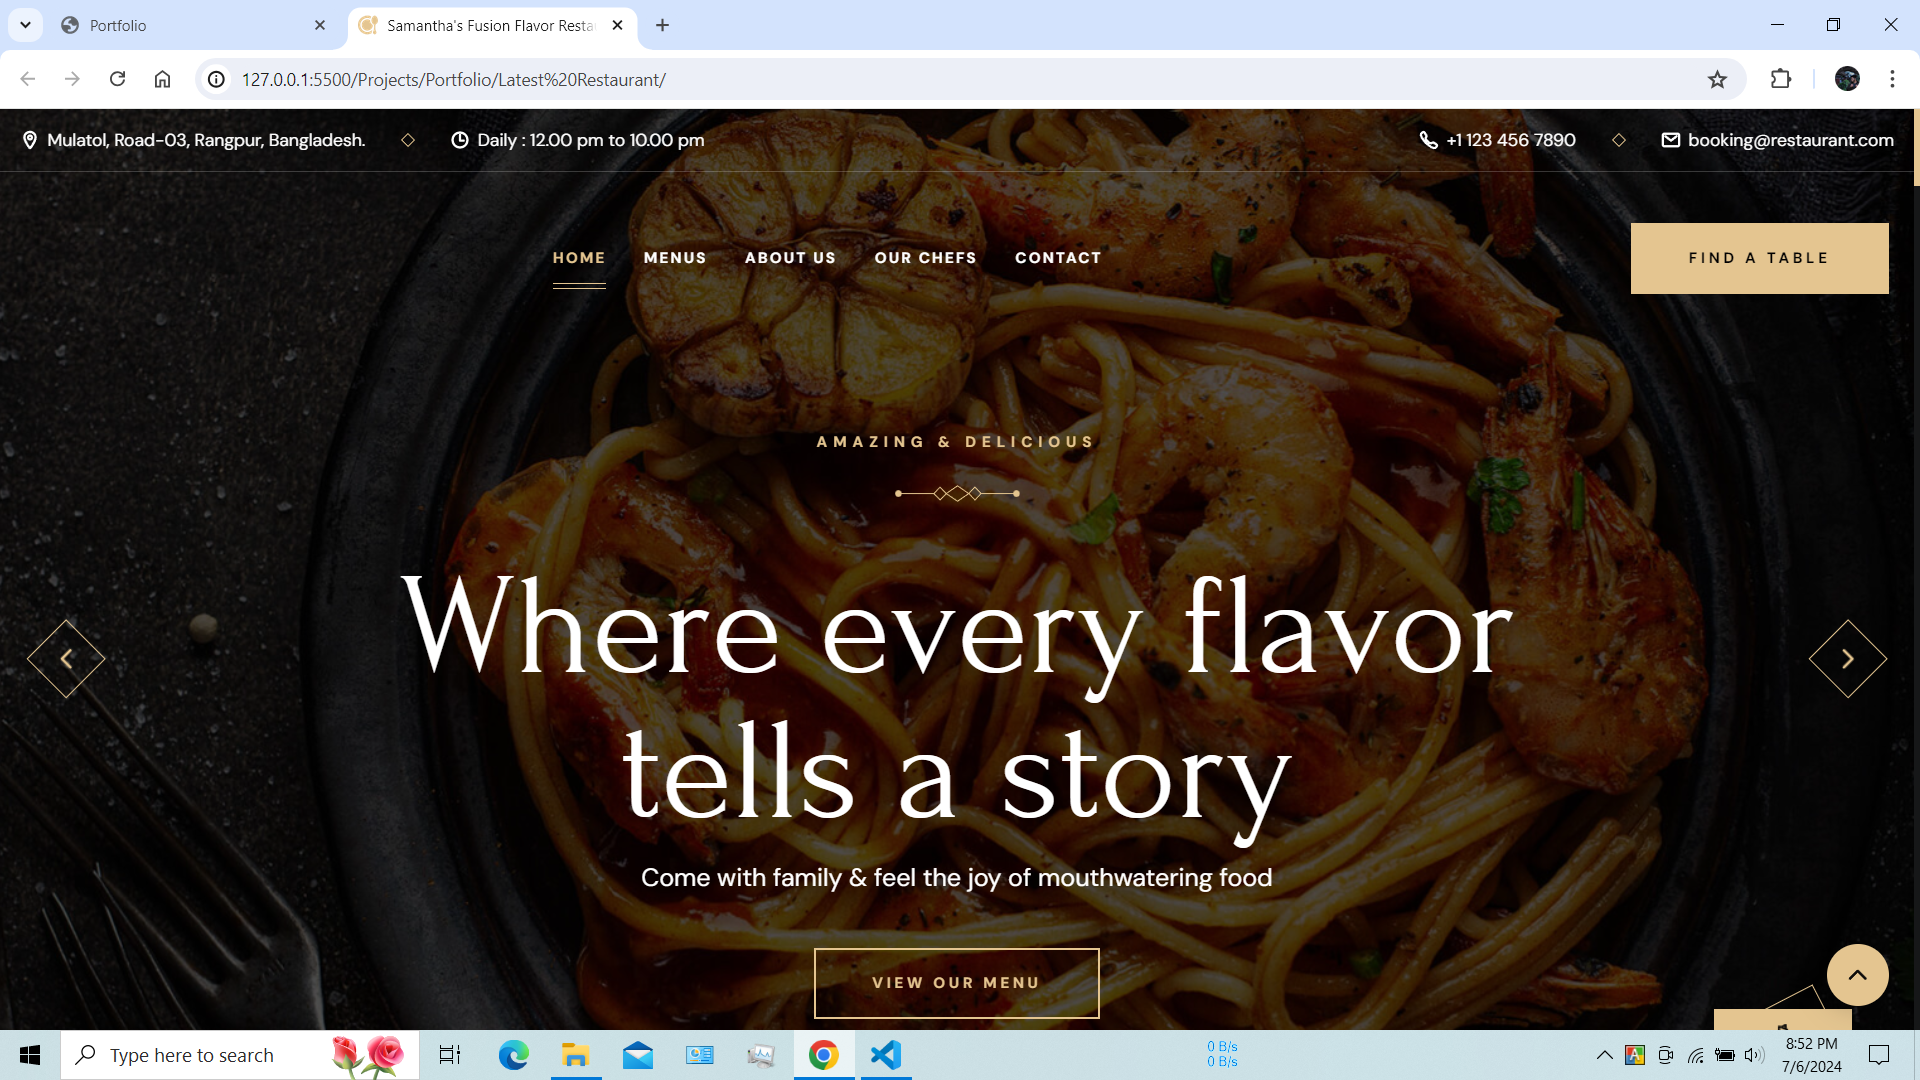 Portfolio
Samantha's Fusion Flavor Resta
127.0.0.1:5500/Projects/Portfolio/Latest%20Restaurant/
Mulatol, Road-03, Rangpur, Bangladesh.
Daily : 12.00 pm to 10.00 pm
+1 123 456 7890
booking@restaurant.com
HOME
MENUS
ABOUT US
OUR CHEFS
CONTACT
FIND A TABLE
AMAZING & DELICIOUS
Where every flavor
tells a story
Come with family & feel the joy of mouthwatering food
VIEW OUR MENU
Type here to search
0 B/s
0 B/s
A
8:52 PM
7/6/2024